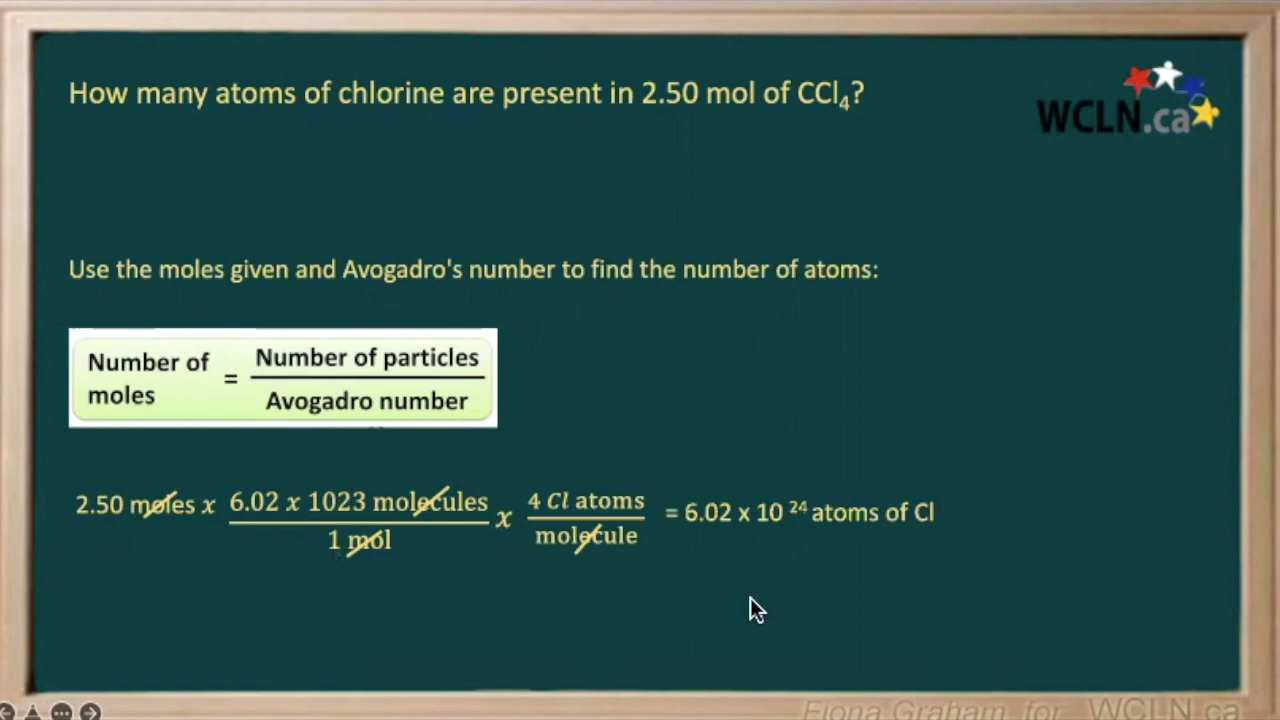 How many atoms of chlorine are present in 2.50 mol of CCl₄?
WCLN.ca
Use the moles given and Avogadro's number to find the number of atoms:
Number of moles = Number of particles / Avogadro number
2.50 moles x 6.02 x 1023 molecules / 1 mol x 4 Cl atoms / molecule = 6.02 x 10 ²⁴ atoms of Cl
Fiona Graham for WCLN.ca